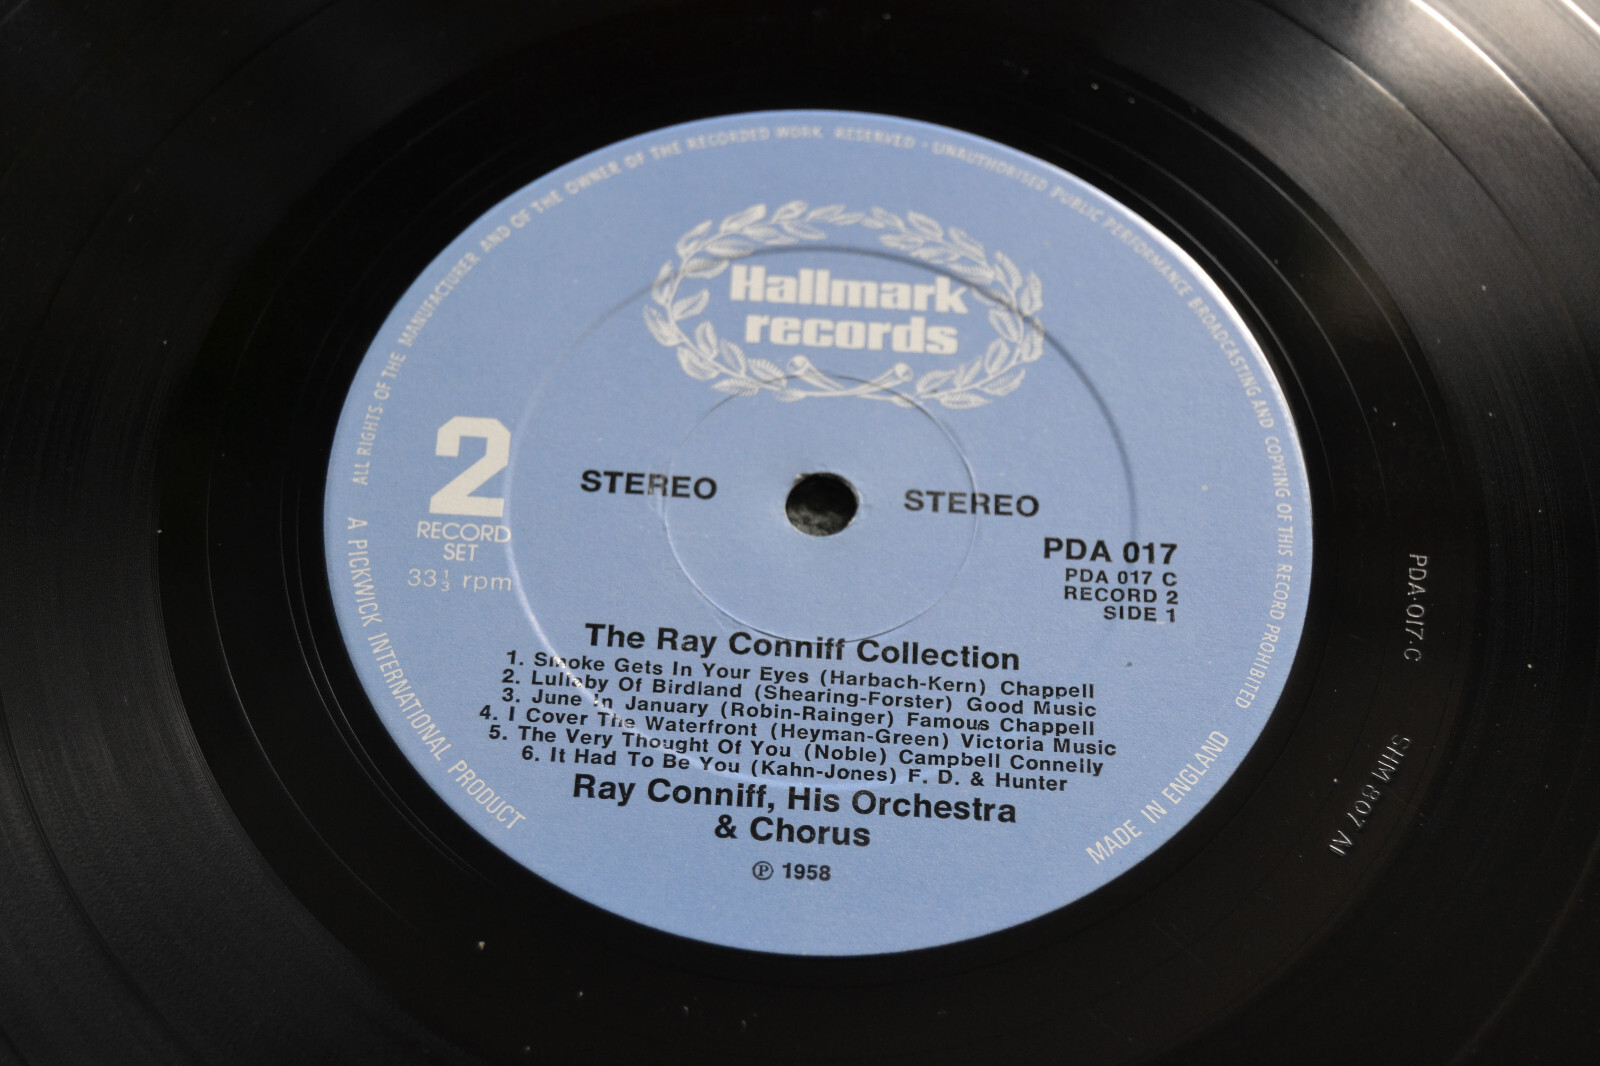 ALL RIGHTS OF THE MANUFACTURER AND OF THE OWNER OF THE RECORDED WORK RESERVED · UNAUTHORISED PUBLIC PERFORMANCE BROADCASTING AND COPYING OF THIS RECORD PROHIBITED
Hallmark
records
2
RECORD
SET
33⅓ rpm
STEREO
STEREO
PDA 017
PDA 017 C
RECORD 2
SIDE 1
The Ray Conniff Collection
1. Smoke Gets In Your Eyes (Harbach-Kern) Chappell
2. Lullaby Of Birdland (Shearing-Forster) Good Music
3. June In January (Robin-Rainger) Famous Chappell
4. I Cover The Waterfront (Heyman-Green) Victoria Music
5. The Very Thought Of You (Noble) Campbell Connelly
6. It Had To Be You (Kahn-Jones) F. D. & Hunter
Ray Conniff, His Orchestra
& Chorus
℗ 1958
A PICKWICK INTERNATIONAL PRODUCT
MADE IN ENGLAND
PDA·017·C
SHM 807 A1